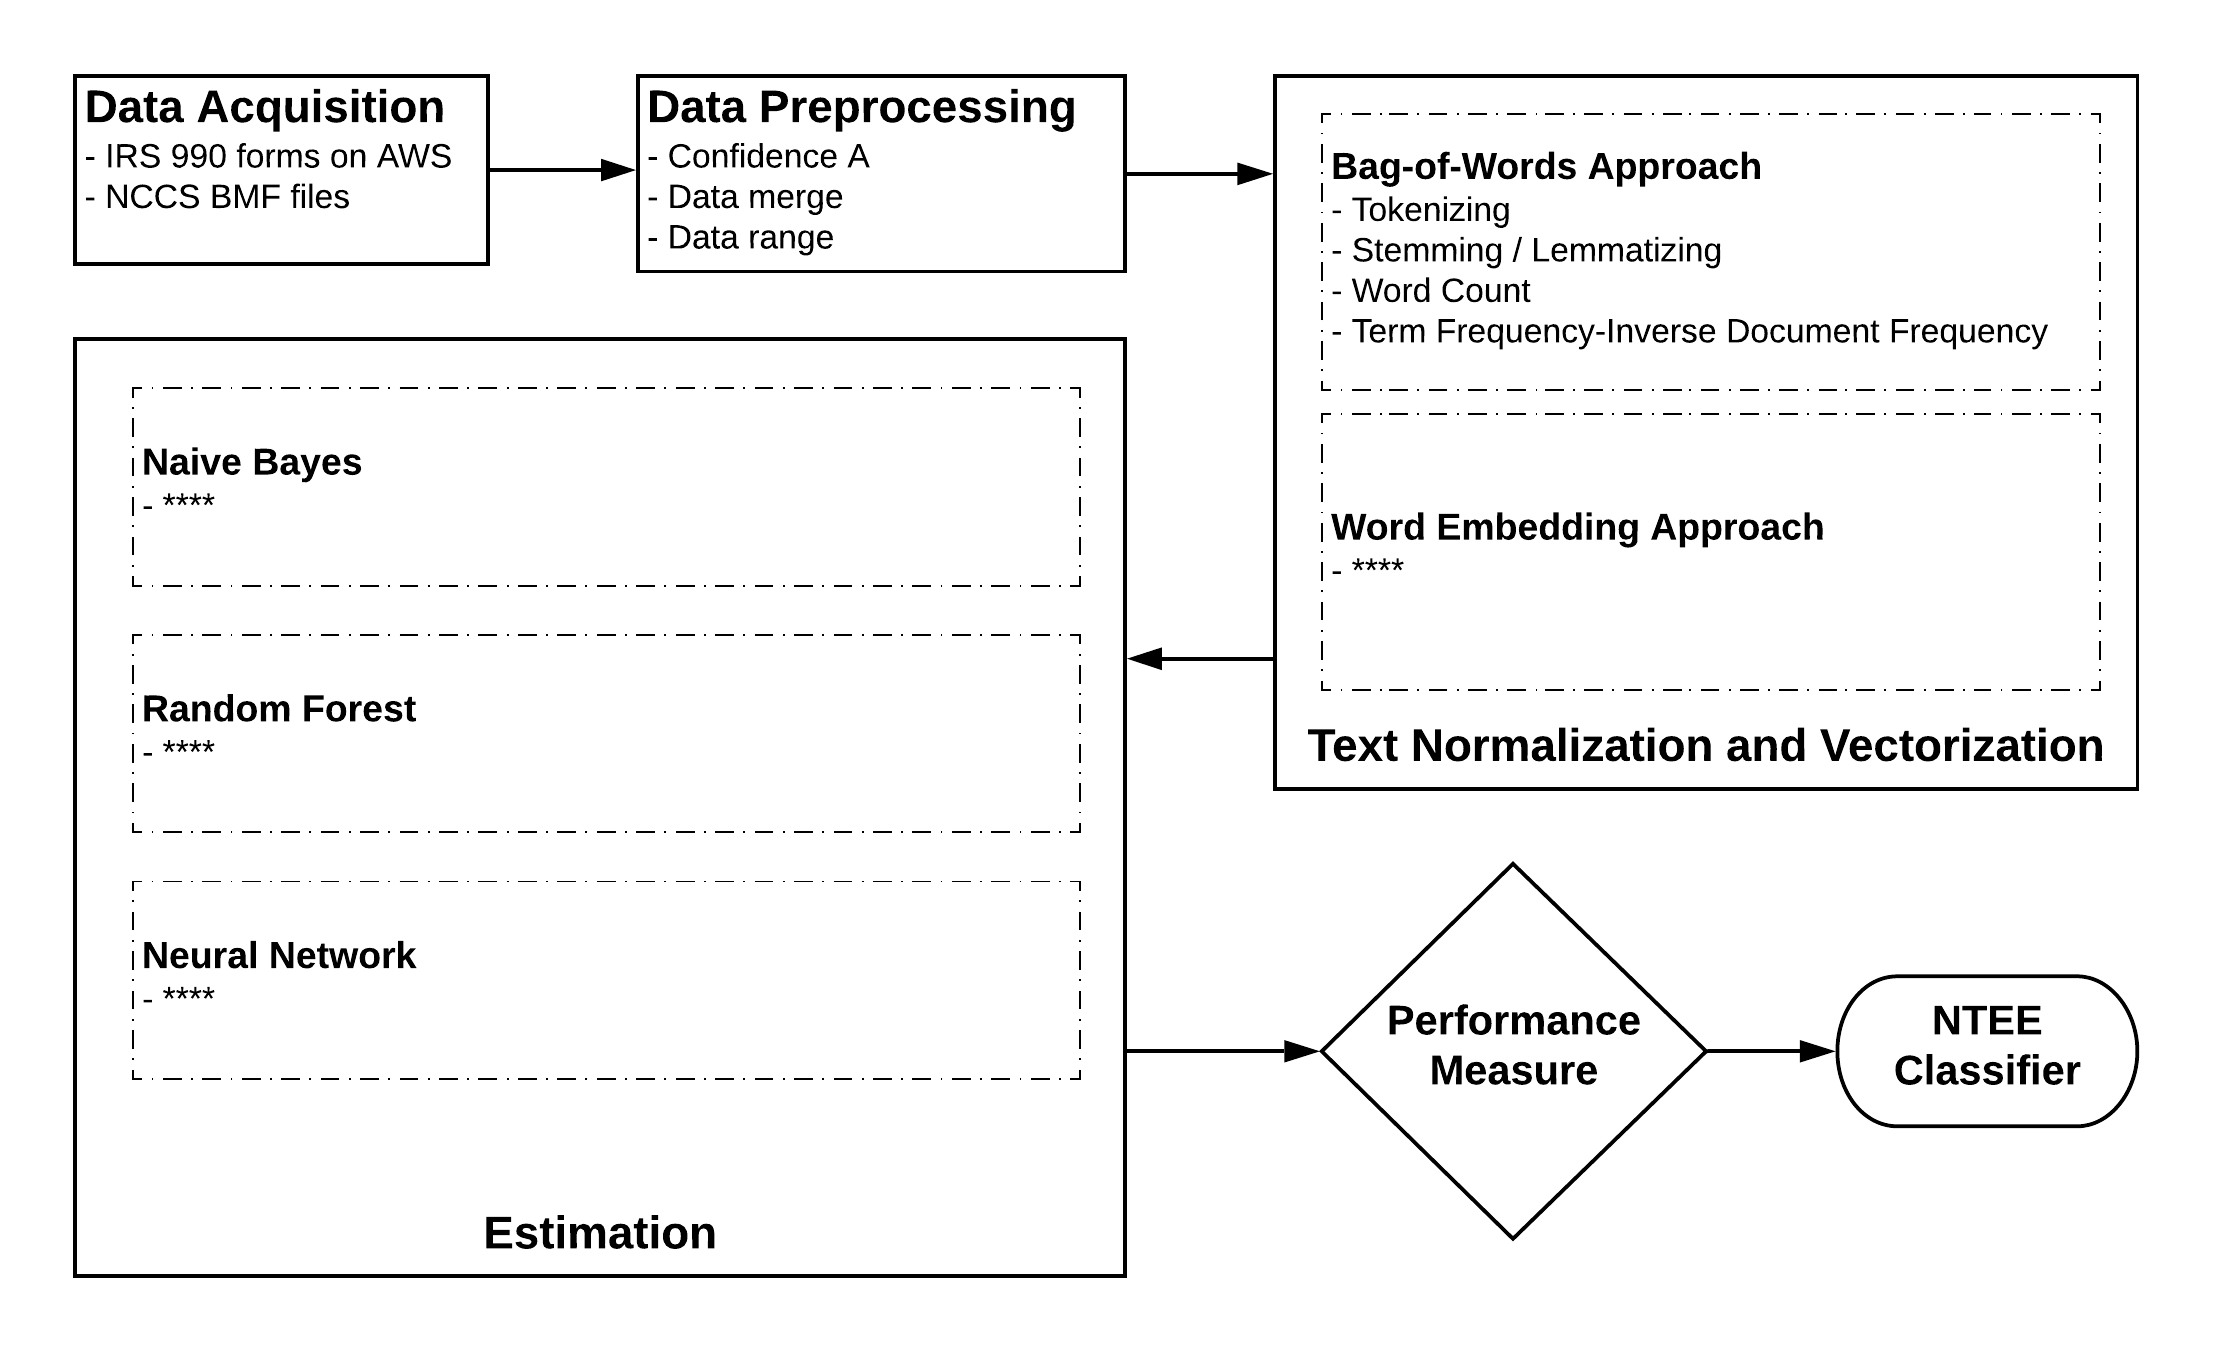 Data Acquisition
- IRS 990 forms on AWS
- NCCS BMF files
Data Preprocessing
- Confidence A
- Data merge
- Data range
Bag-of-Words Approach
- Tokenizing
- Stemming / Lemmatizing
- Word Count
- Term Frequency-Inverse Document Frequency
Word Embedding Approach
- ****
Text Normalization and Vectorization
Naive Bayes
- ****
Random Forest
- ****
Neural Network
- ****
Estimation
Performance
Measure
NTEE
Classifier